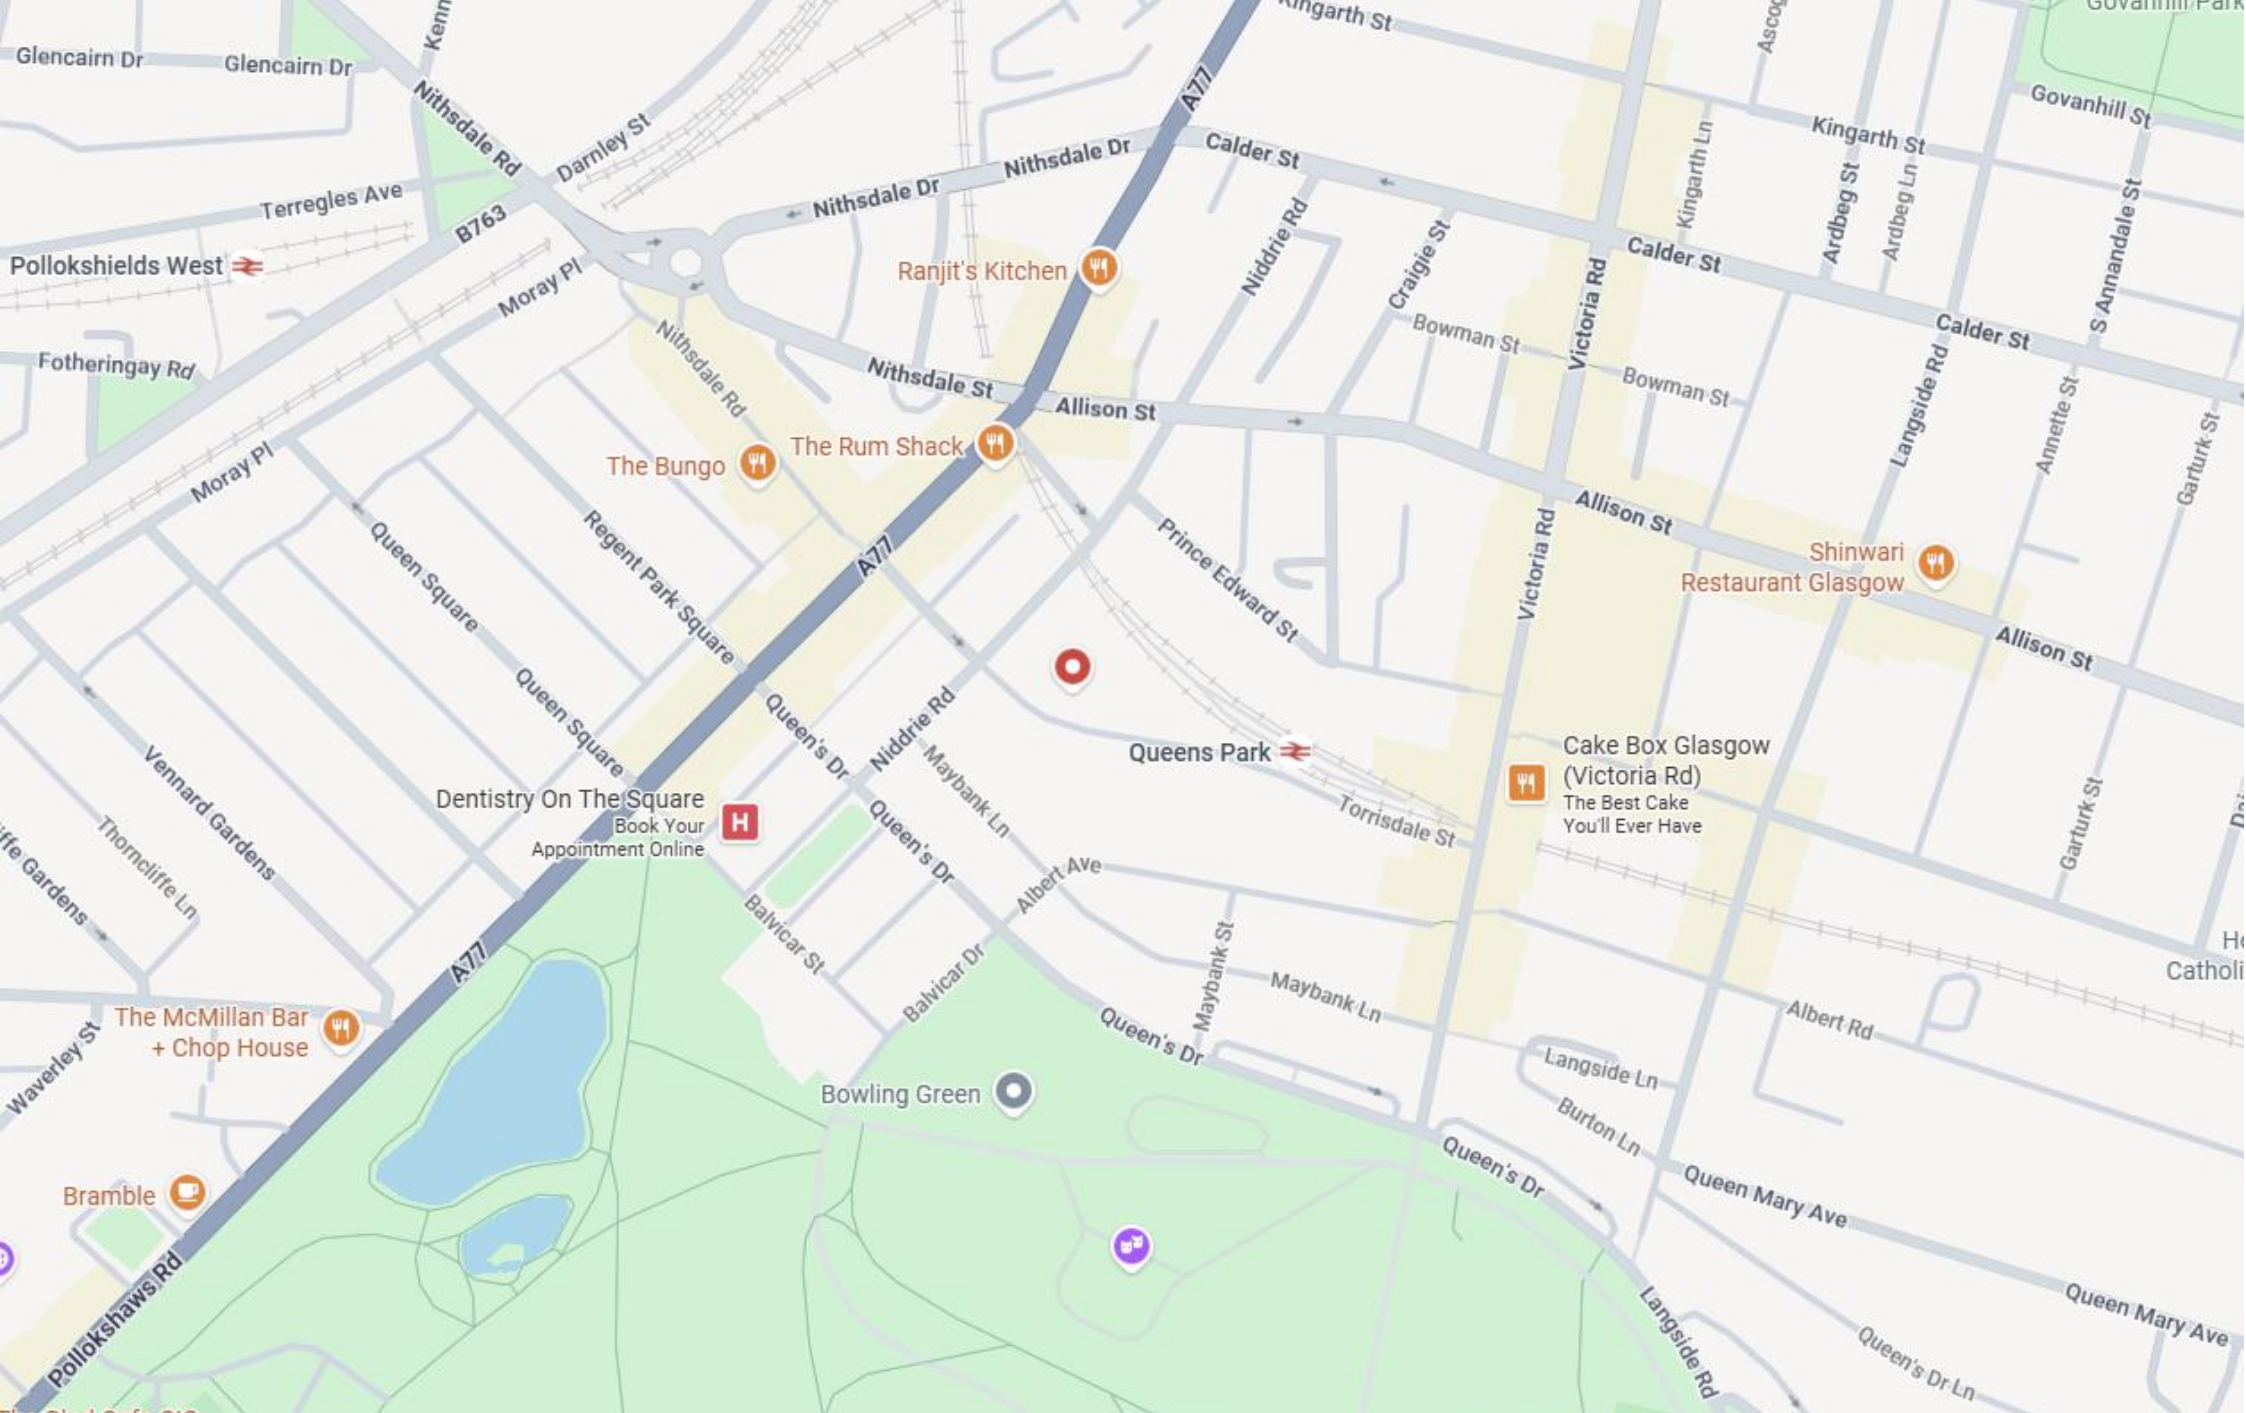 Kingarth St
Glencairn Dr
Glencairn Dr
Nithsdale Rd
Darnley St
A77
Govanhill St
Kingarth St
Kingarth Ln
Ardbeg St
Ardbeg Ln
S Annandale St
Nithsdale Dr
Nithsdale Dr
Calder St
Terregles Ave
B763
Pollokshields West
Moray Pl
Ranjit's Kitchen
Niddrie Rd
Craigie St
Calder St
Victoria Rd
Bowman St
Bowman St
Calder St
Langside Rd
Fotheringay Rd
Nithsdale Rd
Nithsdale St
Allison St
Annette St
Garturk St
The Bungo
The Rum Shack
Moray Pl
Queen Square
Regent Park Square
A77
Prince Edward St
Victoria Rd
Allison St
Shinwari
Restaurant Glasgow
Allison St
Queen Square
Queen's Dr
Niddrie Rd
Maybank Ln
Queens Park
Torrisdale St
Cake Box Glasgow
(Victoria Rd)
The Best Cake
You'll Ever Have
Garturk St
Vennard Gardens
Thorncliffe Ln
Dentistry On The Square
Book Your
Appointment Online
H
Queen's Dr
Albert Ave
Balvicar St
Balvicar Dr
Maybank St
Maybank Ln
A77
Queen's Dr
Albert Rd
Langside Ln
Burton Ln
The McMillan Bar
+ Chop House
Waverley St
Bowling Green
Queen's Dr
Queen Mary Ave
Bramble
Pollokshaws Rd
Langside Rd
Queen Mary Ave
Queen's Dr Ln